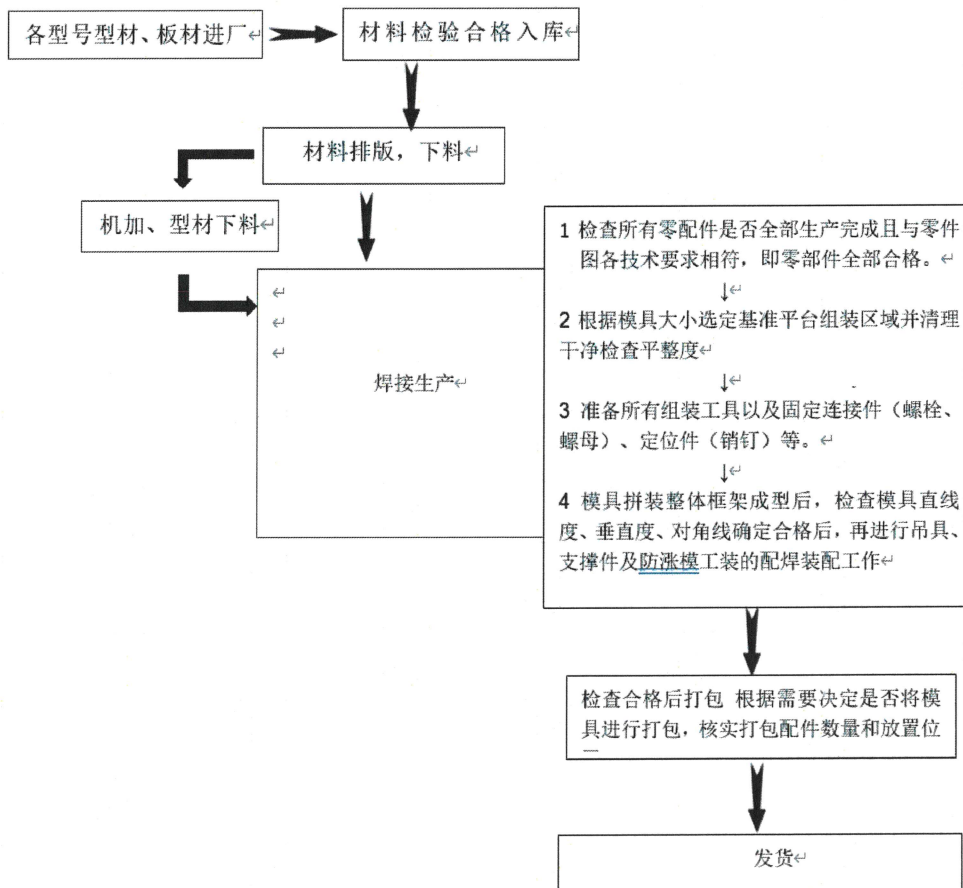 各型号型材、板材进厂
材料检验合格入库
材料排版，下料
机加、型材下料
焊接生产
1 检查所有零配件是否全部生产完成且与零件
图各技术要求相符，即零部件全部合格。
↓
2 根据模具大小选定基准平台组装区域并清理
干净检查平整度
↓
3 准备所有组装工具以及固定连接件（螺栓、
螺母）、定位件（销钉）等。
↓
4 模具拼装整体框架成型后，检查模具直线
度、垂直度、对角线确定合格后，再进行吊具、
支撑件及防涨模工装的配焊装配工作
检查合格后打包 根据需要决定是否将模
具进行打包，核实打包配件数量和放置位
发货